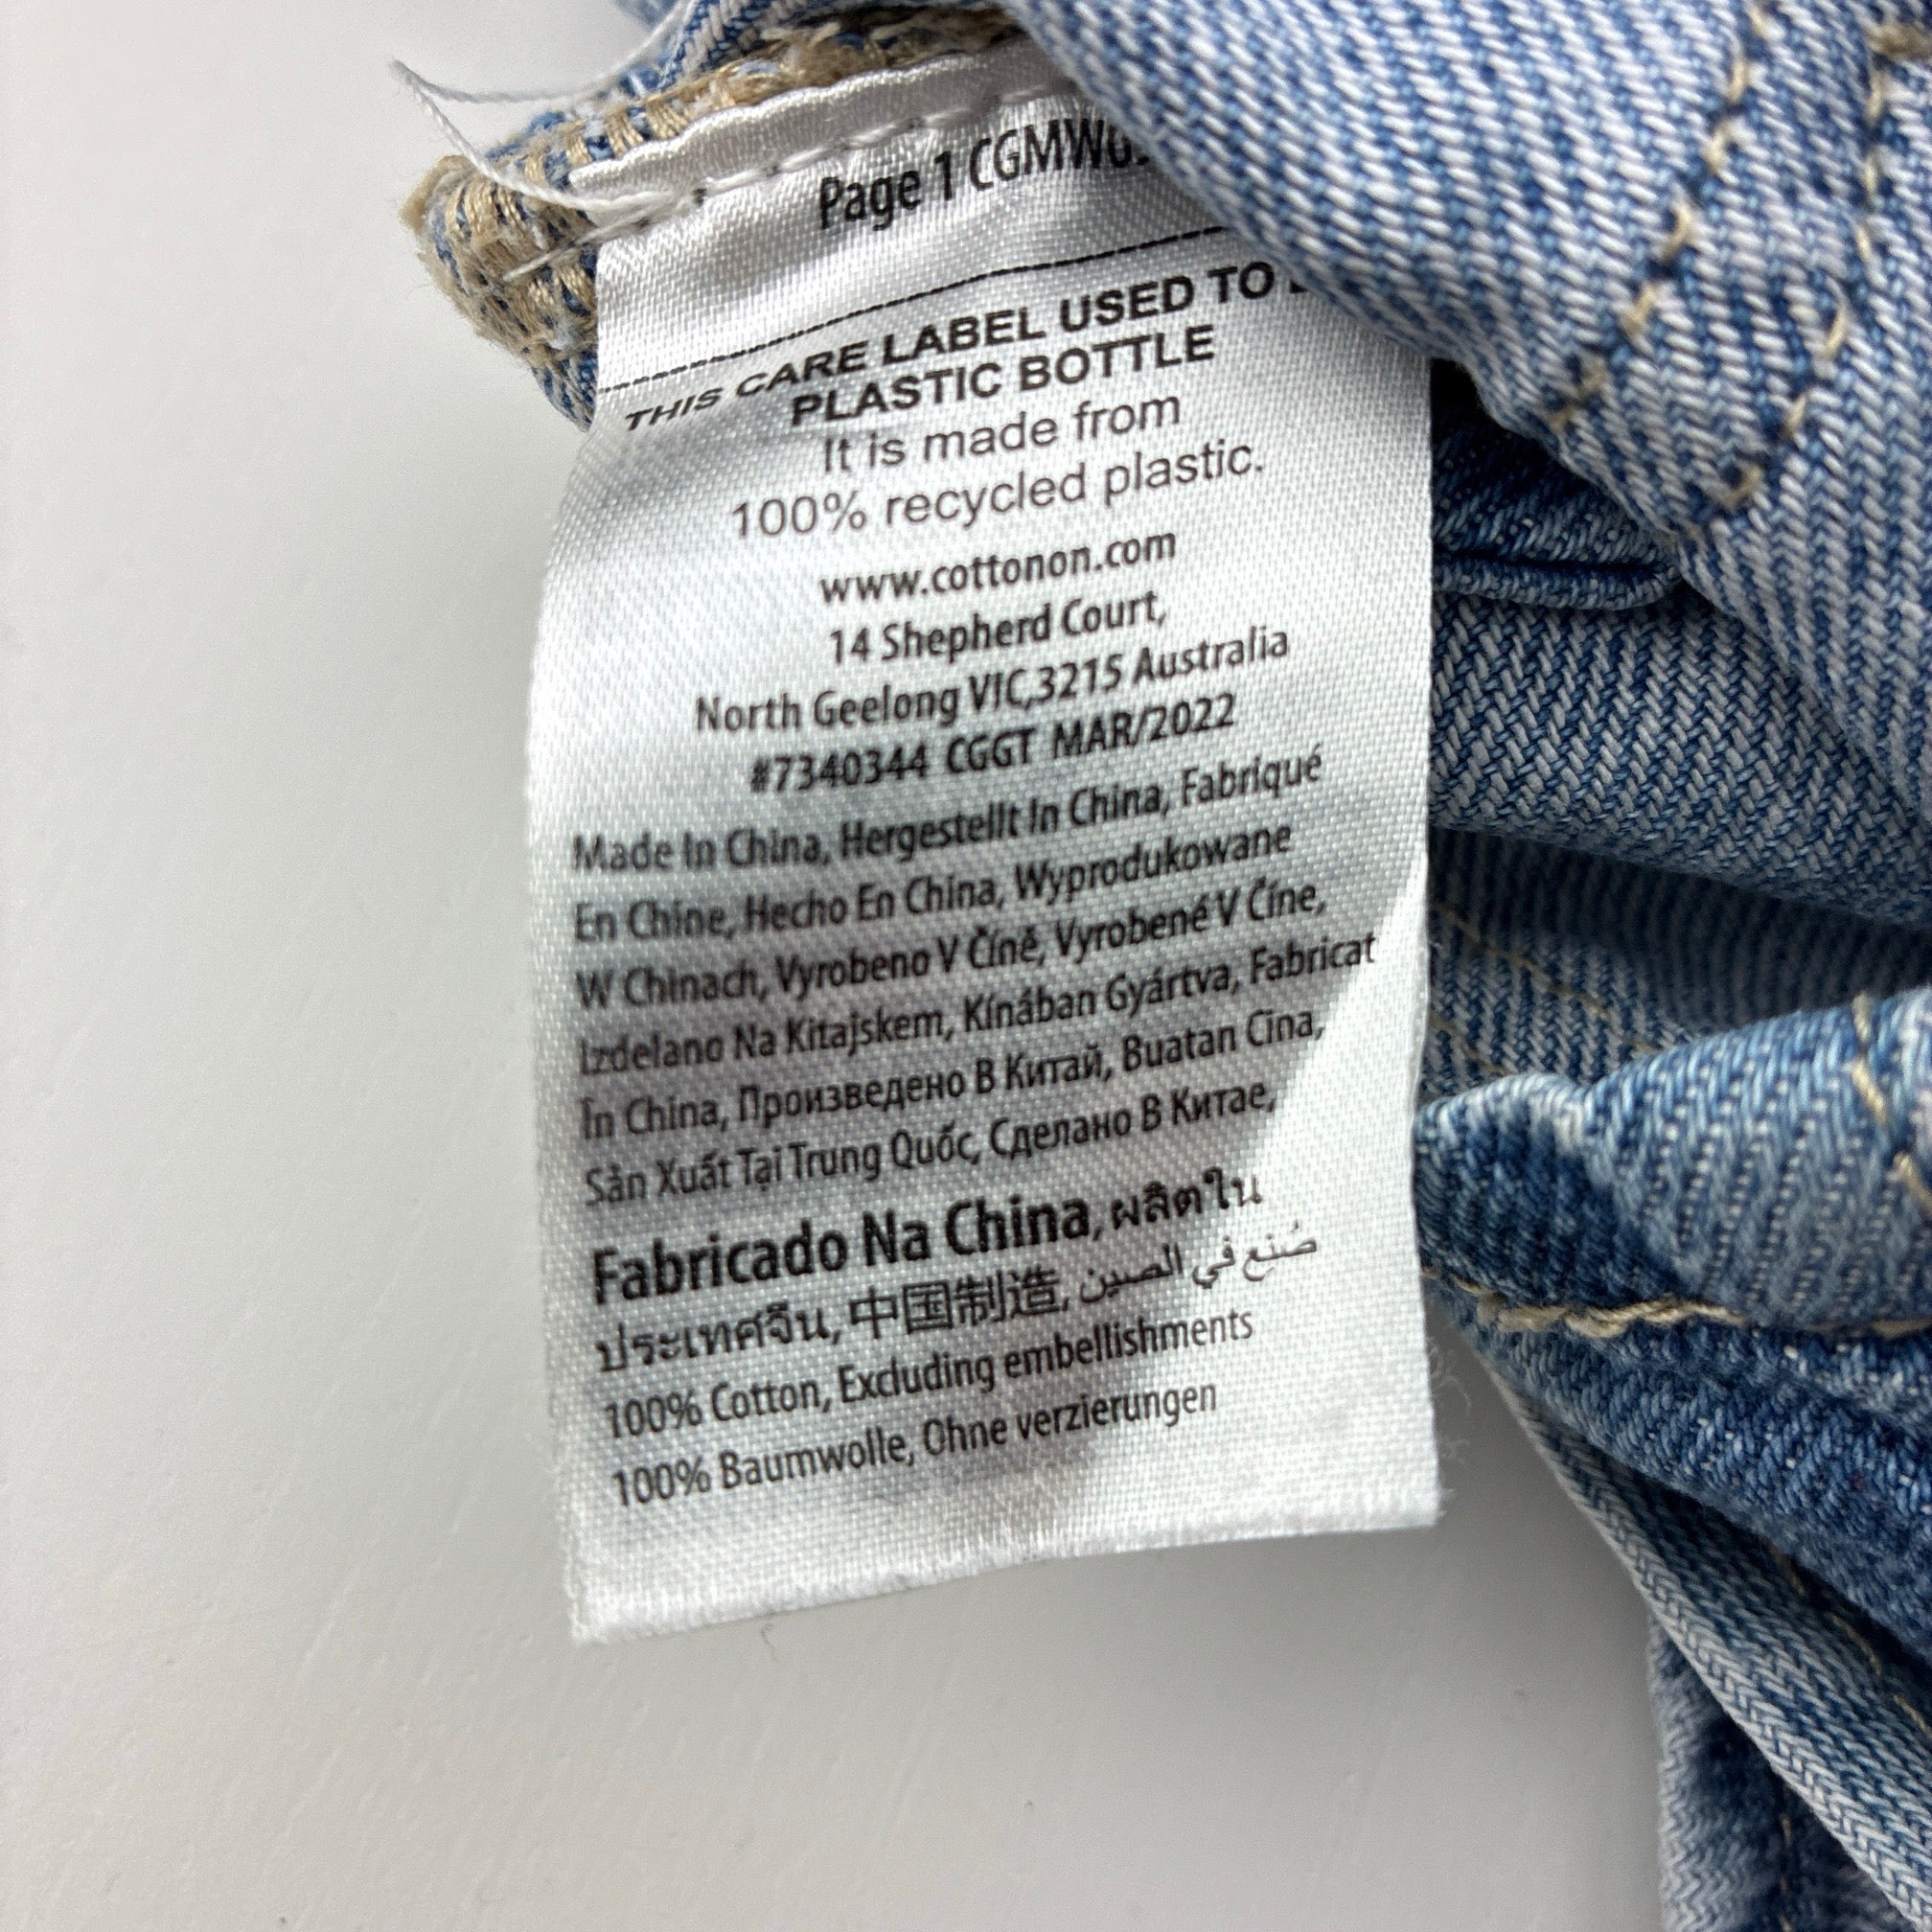 Page 1
THIS CARE LABEL USED TO
PLASTIC BOTTLE
It is made from
100% recycled plastic.
www.cottonon.com
14 Shepherd Court,
North Geelong VIC,3215 Australia
#7340344 CGGT MAR/2022
Made In China, Hergestellt In China, Fabriqué
En Chine, Hecho En China, Wyprodukowane
W Chinach, Vyrobeno V Číně, Vyrobené V Číne,
Izdelano Na Kitajskem, Kínában Gyártva, Fabricat
În China, Произведено В Китай, Buatan Cina,
Sản Xuất Tại Trung Quốc, Сделано В Китае,
Fabricado Na China, ผลิตใน
ประเทศจีน, 中国制造, صُنِع في الصين
100% Cotton, Excluding embellishments
100% Baumwolle, Ohne verzierungen